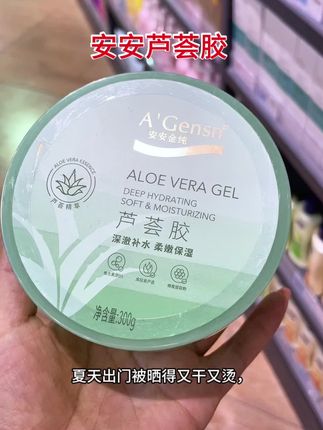 安安芦荟胶
A'Gensn
安安金纯
ALOE VERA ESSENCE
芦荟精萃
ALOE VERA GEL
DEEP HYDRATING
SOFT & MOISTURIZING
芦荟胶
深澈补水 柔嫩保湿
净含量:300g
夏天出门被晒得又干又烫，